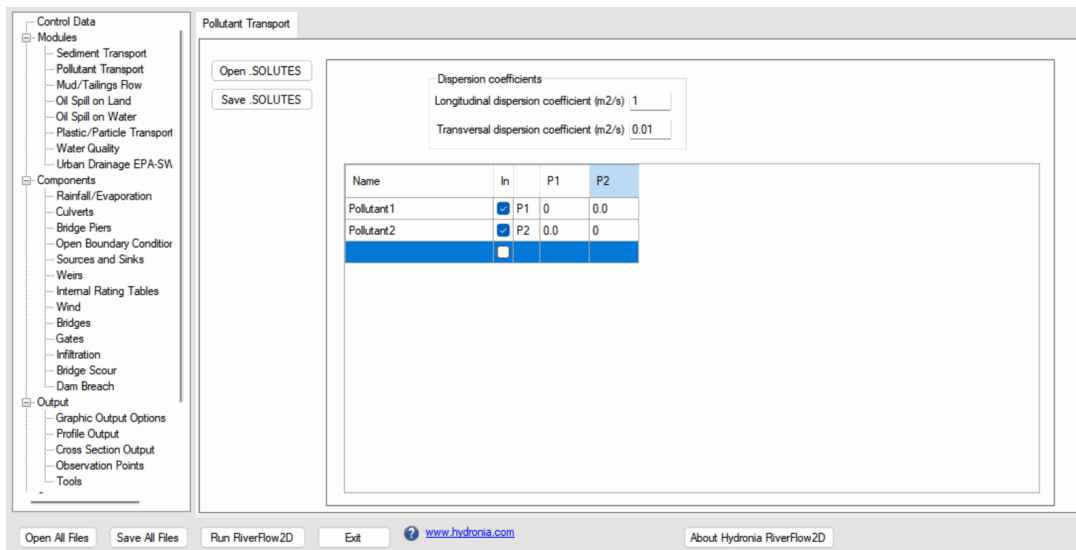 Control Data
Modules
Sediment Transport
Pollutant Transport
Mud/Tailings Flow
Oil Spill on Land
Oil Spill on Water
Plastic/Particle Transport
Water Quality
Urban Drainage EPA-SW
Components
Rainfall/Evaporation
Culverts
Bridge Piers
Open Boundary Condition
Sources and Sinks
Weirs
Internal Rating Tables
Wind
Bridges
Gates
Infiltration
Bridge Scour
Dam Breach
Output
Graphic Output Options
Profile Output
Cross Section Output
Observation Points
Tools
Pollutant Transport
Open .SOLUTES
Save .SOLUTES
Dispersion coefficients
Longitudinal dispersion coefficient (m2/s) 1
Transversal dispersion coefficient (m2/s) 0.01
Name In P1 P2
Pollutant1 P1 0 0.0
Pollutant2 P2 0.0 0
Open All Files Save All Files Run RiverFlow2D Exit ? www.hydronia.com About Hydronia RiverFlow2D